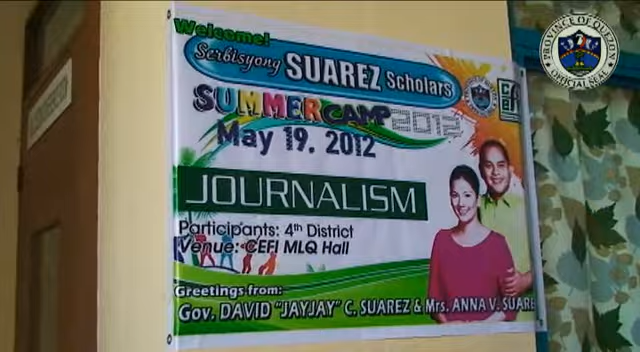 Welcome!
Serbisyong SUAREZ Scholars
SUMMER CAMP 2012
May 19, 2012
JOURNALISM
Participants: 4th District
Venue: CEFI MLQ Hall
Greetings from:
Gov. DAVID "JAYJAY" C. SUAREZ & Mrs. ANNA V. SUARE
PROVINCE OF QUEZON
OFFICIAL SEAL